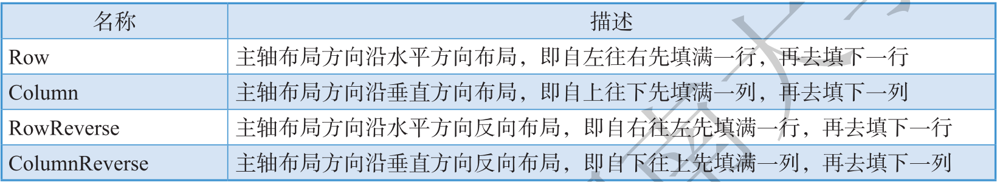 名称 描述
Row 主轴布局方向沿水平方向布局，即自左往右先填满一行，再去填下一行
Column 主轴布局方向沿垂直方向布局，即自上往下先填满一列，再去填下一列
RowReverse 主轴布局方向沿水平方向反向布局，即自右往左先填满一行，再去填下一行
ColumnReverse 主轴布局方向沿垂直方向反向布局，即自下往上先填满一列，再去填下一列